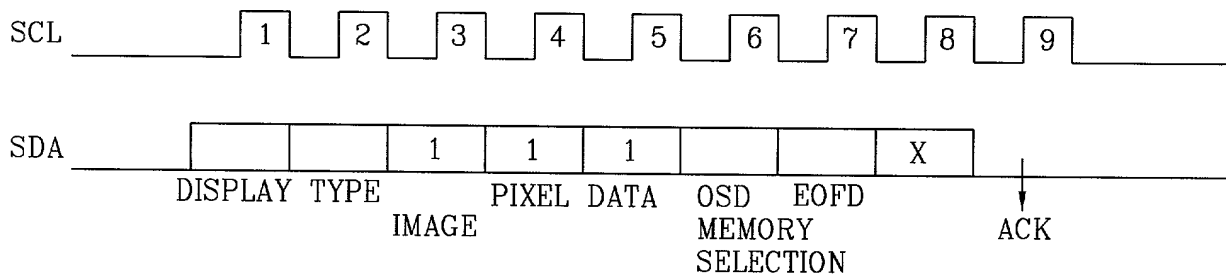 SCL 1 2 3 4 5 6 7 8 9
SDA 1 1 1 X
DISPLAY TYPE PIXEL DATA OSD EOFD
IMAGE MEMORY ACK
SELECTION